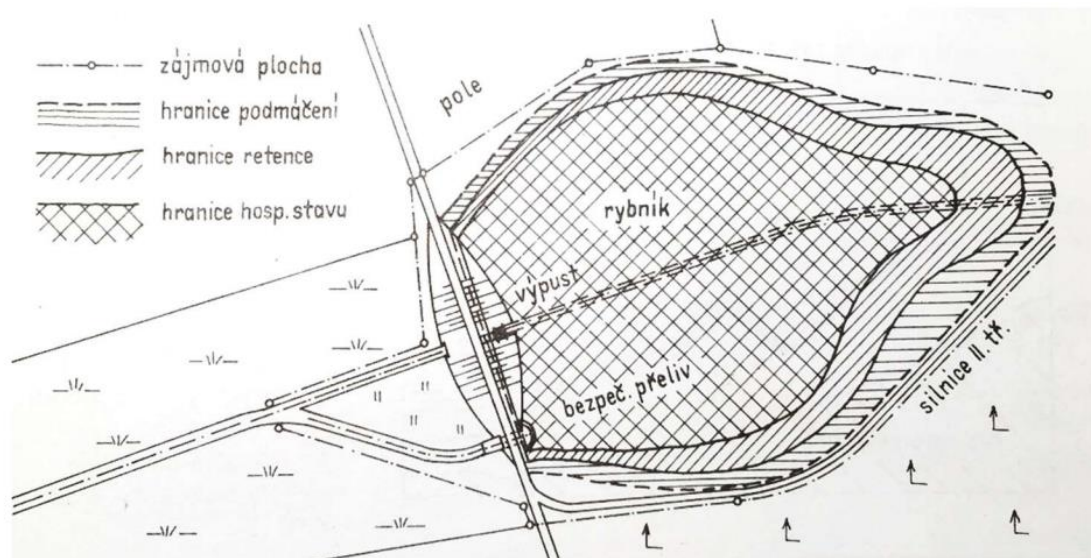 zájmová plocha
hranice podmáčení
hranice retence
hranice hosp. stavu
pole
rybník
výpust
bezpeč. přeliv
silnice II. tř.